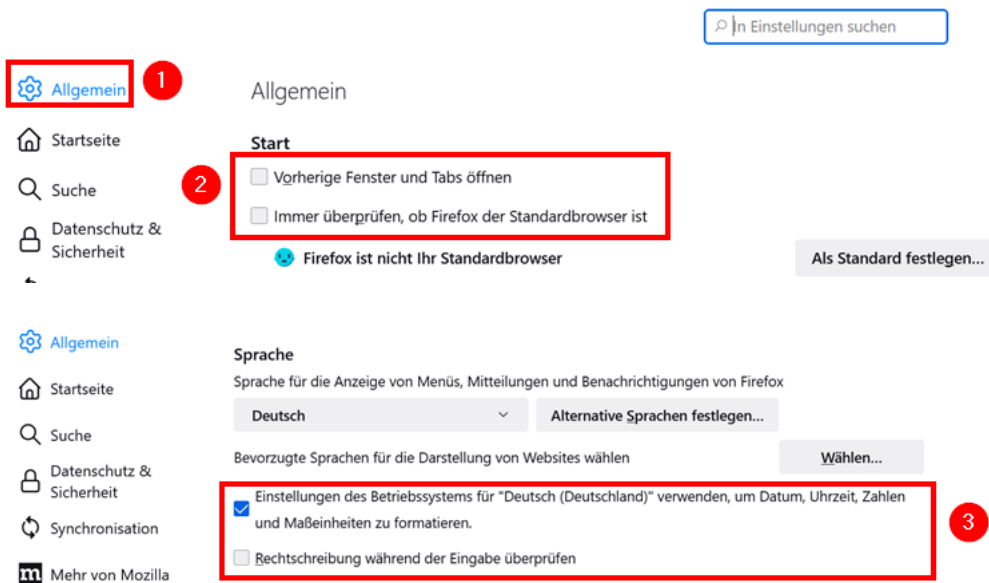 In Einstellungen suchen
Allgemein
1
Allgemein
Startseite
Start
Vorherige Fenster und Tabs öffnen
2
Suche
Immer überprüfen, ob Firefox der Standardbrowser ist
Datenschutz &
Sicherheit
Firefox ist nicht Ihr Standardbrowser
Als Standard festlegen...
Allgemein
Sprache
Startseite
Sprache für die Anzeige von Menüs, Mitteilungen und Benachrichtigungen von Firefox
Deutsch
Alternative Sprachen festlegen...
Suche
Bevorzugte Sprachen für die Darstellung von Websites wählen
Wählen...
Datenschutz &
Sicherheit
Einstellungen des Betriebssystems für "Deutsch (Deutschland)" verwenden, um Datum, Uhrzeit, Zahlen
und Maßeinheiten zu formatieren.
3
Synchronisation
Rechtschreibung während der Eingabe überprüfen
m
Mehr von Mozilla